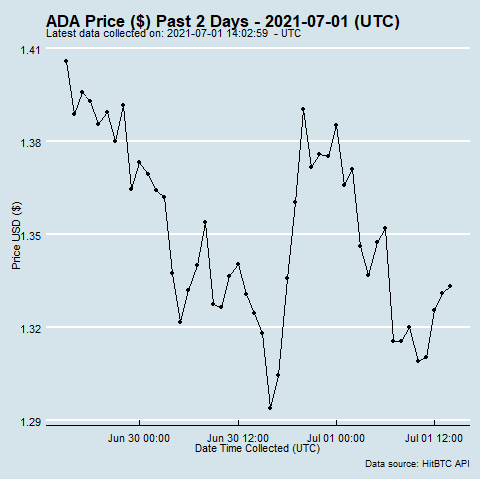 ADA Price ($) Past 2 Days - 2021-07-01 (UTC)
Latest data collected on: 2021-07-01 14:02:59  - UTC
1.41
1.38
1.35
1.32
1.29
Price USD ($)
Jun 30 00:00
Jun 30 12:00
Jul 01 00:00
Jul 01 12:00
Date Time Collected (UTC)
Data source: HitBTC API